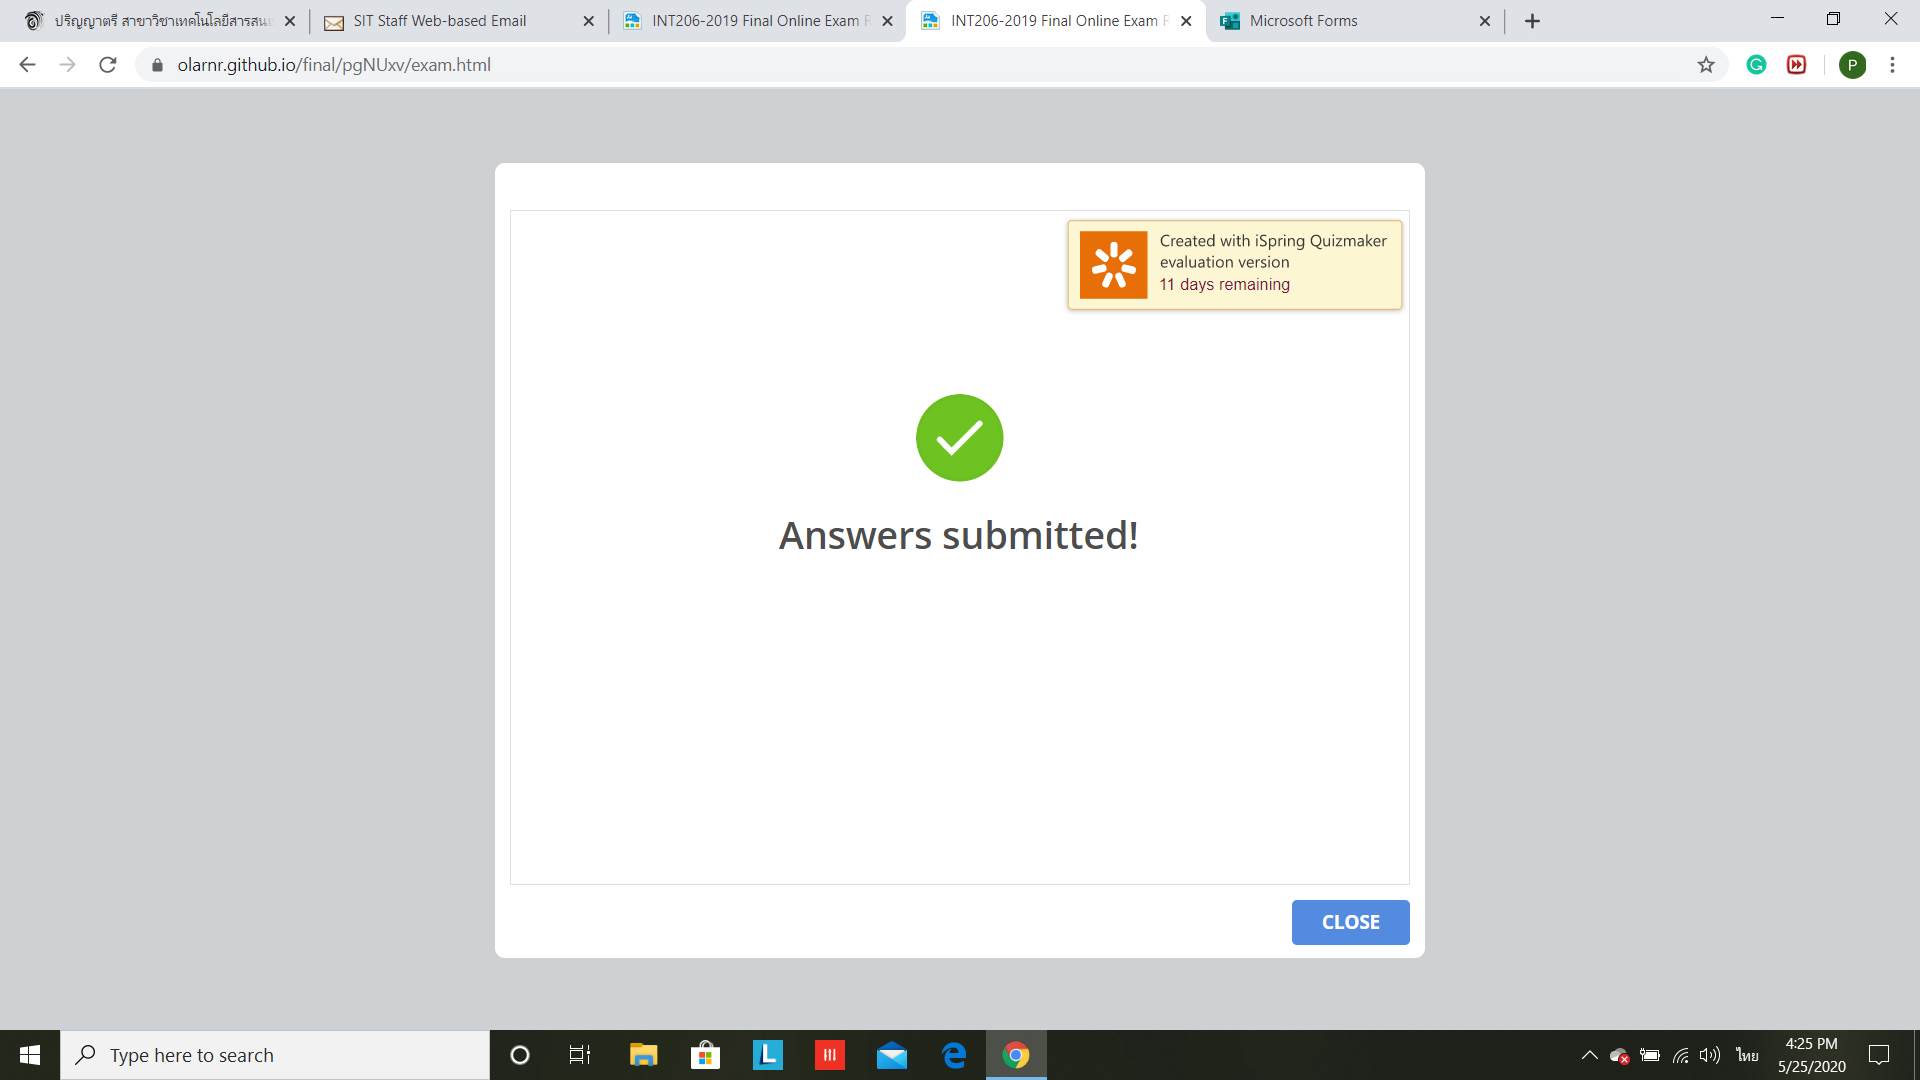 ปริญญาตรี สาขาวิชาเทคโนโลยีสารสนเ
SIT Staff Web-based Email
INT206-2019 Final Online Exam R
INT206-2019 Final Online Exam R
Microsoft Forms
olarnr.github.io/final/pgNUxv/exam.html
P
Created with iSpring Quizmaker
evaluation version
11 days remaining
Answers submitted!
CLOSE
Type here to search
ไทย
4:25 PM
5/25/2020